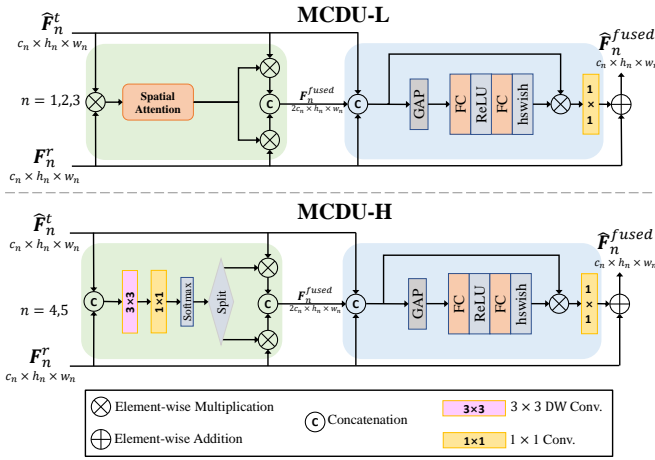 MCDU-L
F̂ₙᵗ
cₙ × hₙ × wₙ
n = 1,2,3
Fₙʳ
cₙ × hₙ × wₙ
Spatial
Attention
C
Fₙᶠᵘˢᵉᵈ
2cₙ × hₙ × wₙ
C
GAP
FC
ReLU
FC
hswish
1 × 1
F̂ₙᶠᵘˢᵉᵈ
cₙ × hₙ × wₙ
MCDU-H
F̂ₙᵗ
cₙ × hₙ × wₙ
n = 4,5
Fₙʳ
cₙ × hₙ × wₙ
C
3×3
1×1
Softmax
Split
C
Fₙᶠᵘˢᵉᵈ
2cₙ × hₙ × wₙ
C
GAP
FC
ReLU
FC
hswish
1 × 1
F̂ₙᶠᵘˢᵉᵈ
cₙ × hₙ × wₙ
Element-wise Multiplication
Element-wise Addition
C Concatenation
3×3 3 × 3 DW Conv.
1×1 1 × 1 Conv.